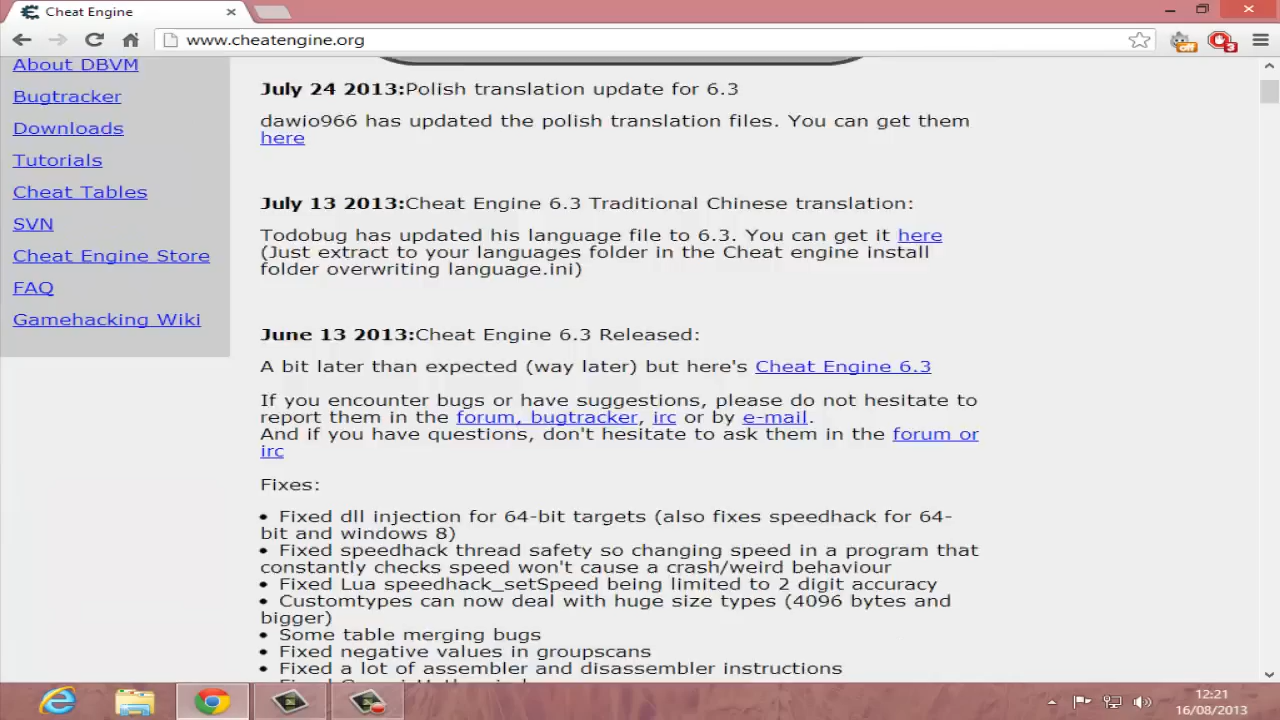 Cheat Engine
www.cheatengine.org
3
off
About DBVM
Bugtracker
Downloads
Tutorials
Cheat Tables
SVN
Cheat Engine Store
FAQ
Gamehacking Wiki
July 24 2013:Polish translation update for 6.3
dawio966 has updated the polish translation files. You can get them
here
July 13 2013:Cheat Engine 6.3 Traditional Chinese translation:
Todobug has updated his language file to 6.3. You can get it here
(Just extract to your languages folder in the Cheat engine install
folder overwriting language.ini)
June 13 2013:Cheat Engine 6.3 Released:
A bit later than expected (way later) but here's Cheat Engine 6.3
If you encounter bugs or have suggestions, please do not hesitate to
report them in the forum, bugtracker, irc or by e-mail.
And if you have questions, don't hesitate to ask them in the forum or
irc
Fixes:
• Fixed dll injection for 64-bit targets (also fixes speedhack for 64-
bit and windows 8)
• Fixed speedhack thread safety so changing speed in a program that
constantly checks speed won't cause a crash/weird behaviour
• Fixed Lua speedhack_setSpeed being limited to 2 digit accuracy
• Customtypes can now deal with huge size types (4096 bytes and
bigger)
• Some table merging bugs
• Fixed negative values in groupscans
• Fixed a lot of assembler and disassembler instructions
12:21
16/08/2013